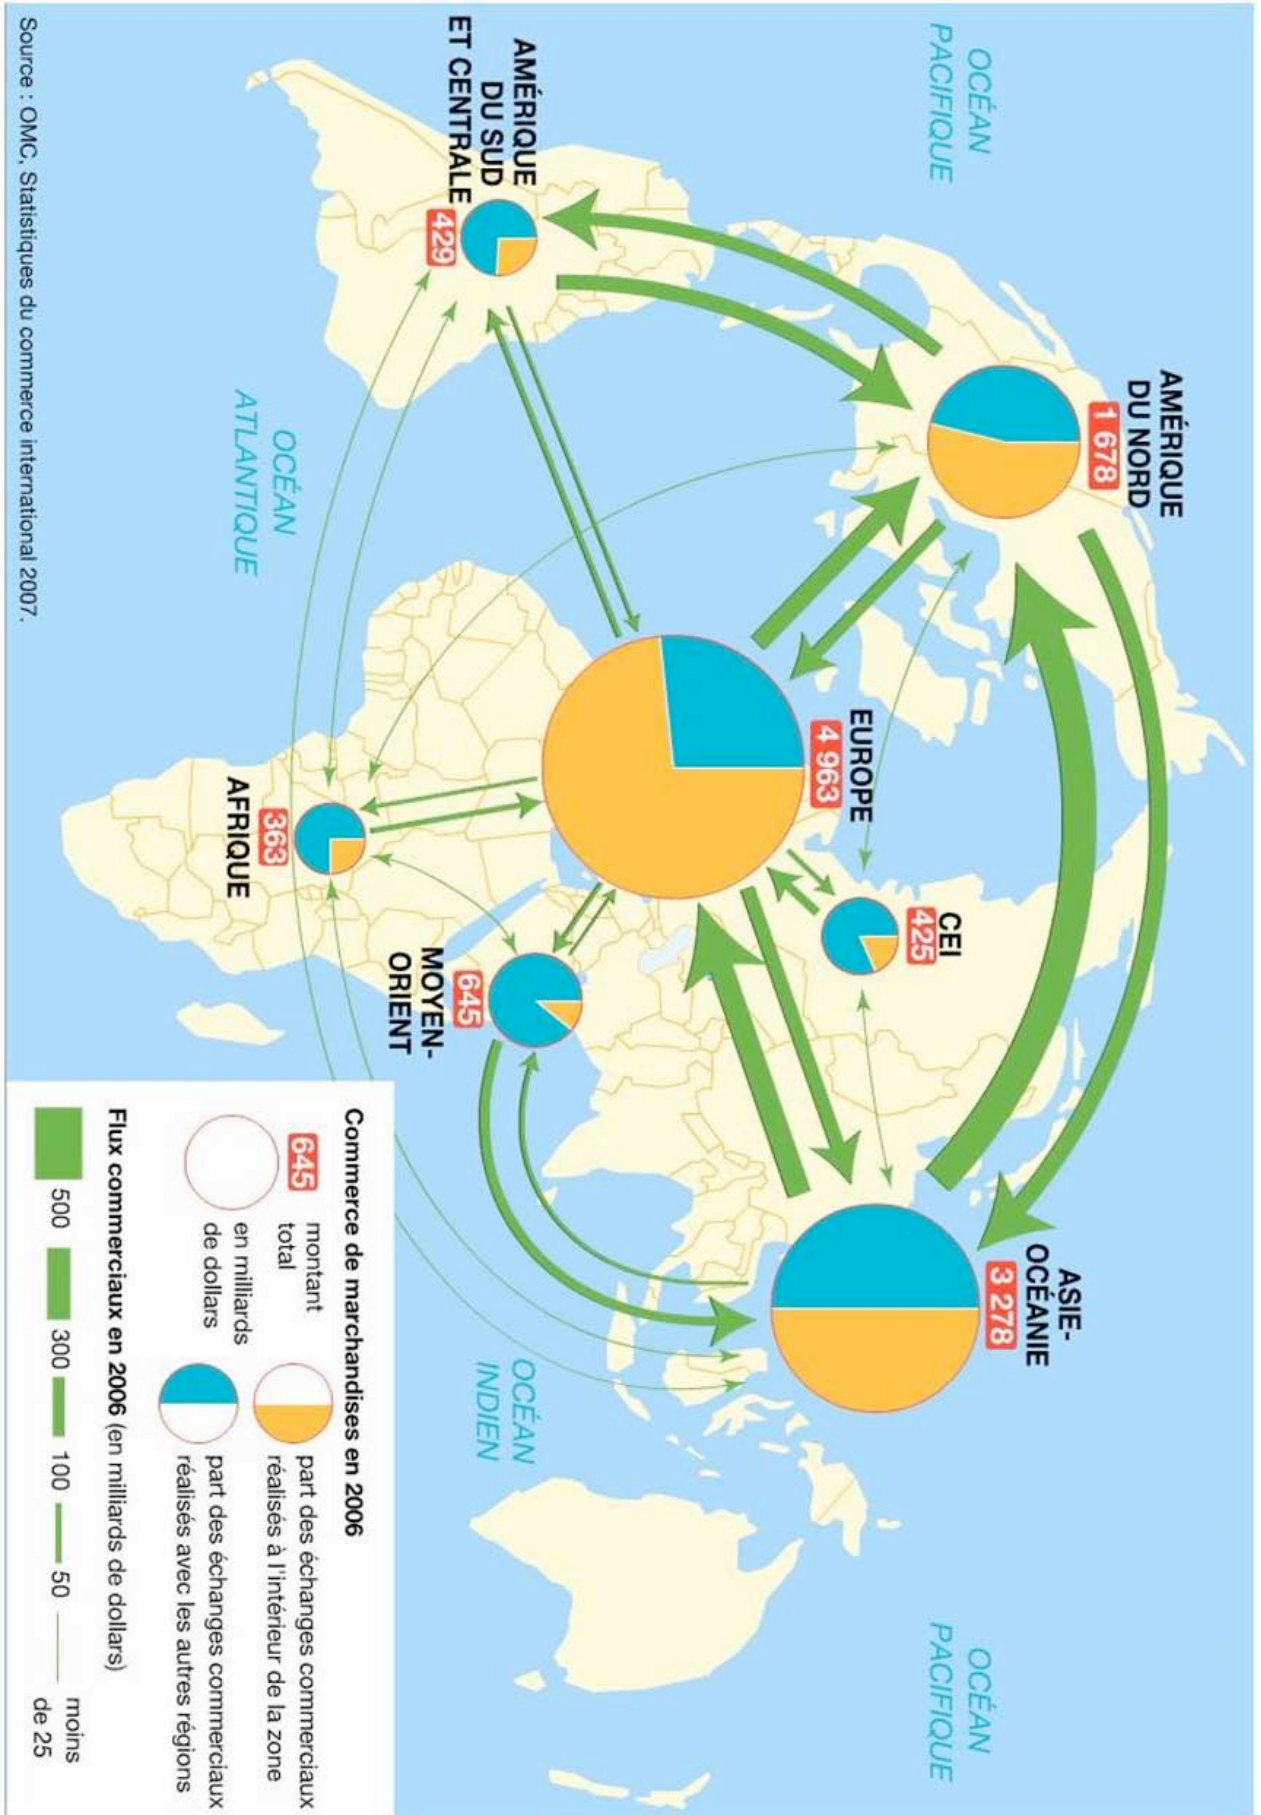 OCÉAN
PACIFIQUE
AMÉRIQUE
DU NORD
1 678
AMÉRIQUE
DU SUD
ET CENTRALE
429
OCÉAN
ATLANTIQUE
EUROPE
4 963
CEI
425
AFRIQUE
363
MOYEN-
ORIENT
645
ASIE-
OCÉANIE
3 278
OCÉAN
INDIEN
OCÉAN
PACIFIQUE
Commerce de marchandises en 2006
645
montant
total
en milliards
de dollars
part des échanges commerciaux
réalisés à l'intérieur de la zone
part des échanges commerciaux
réalisés avec les autres régions
Flux commerciaux en 2006 (en milliards de dollars)
500 300 100 50 moins
de 25
Source : OMC, Statistiques du commerce international 2007.